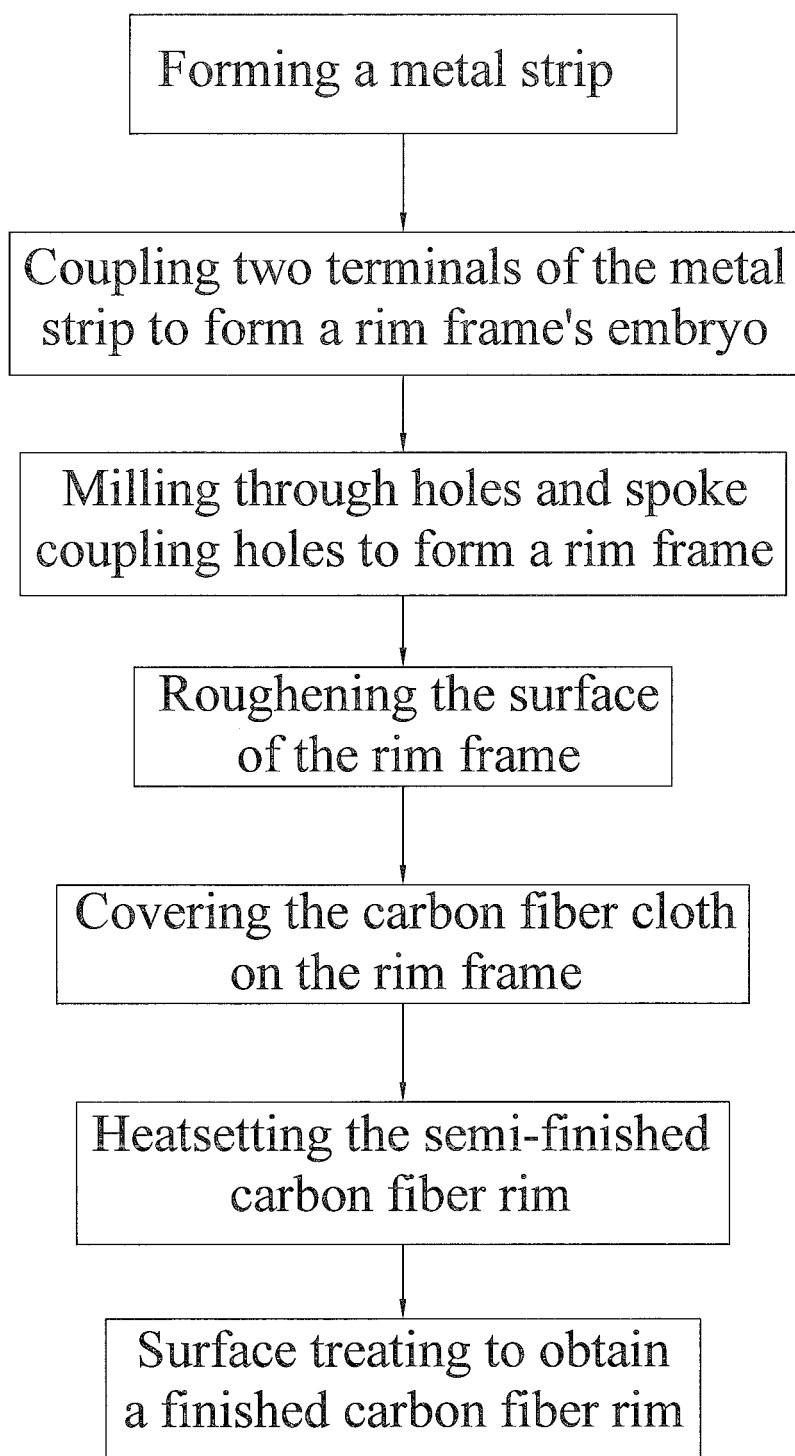 Forming a metal strip
Coupling two terminals of the metal
strip to form a rim frame's embryo
Milling through holes and spoke
coupling holes to form a rim frame
Roughening the surface
of the rim frame
Covering the carbon fiber cloth
on the rim frame
Heatsetting the semi-finished
carbon fiber rim
Surface treating to obtain
a finished carbon fiber rim